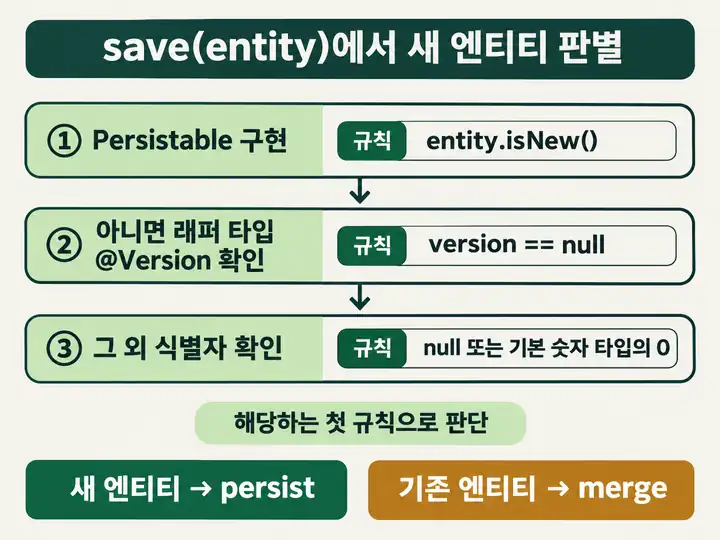 save(entity)에서 새 엔티티 판별
① Persistable 구현
규칙 entity.isNew()
② 아니면 래퍼 타입
@Version 확인
규칙 version == null
③ 그 외 식별자 확인
규칙 null 또는 기본 숫자 타입의 0
해당하는 첫 규칙으로 판단
새 엔티티 → persist
기존 엔티티 → merge